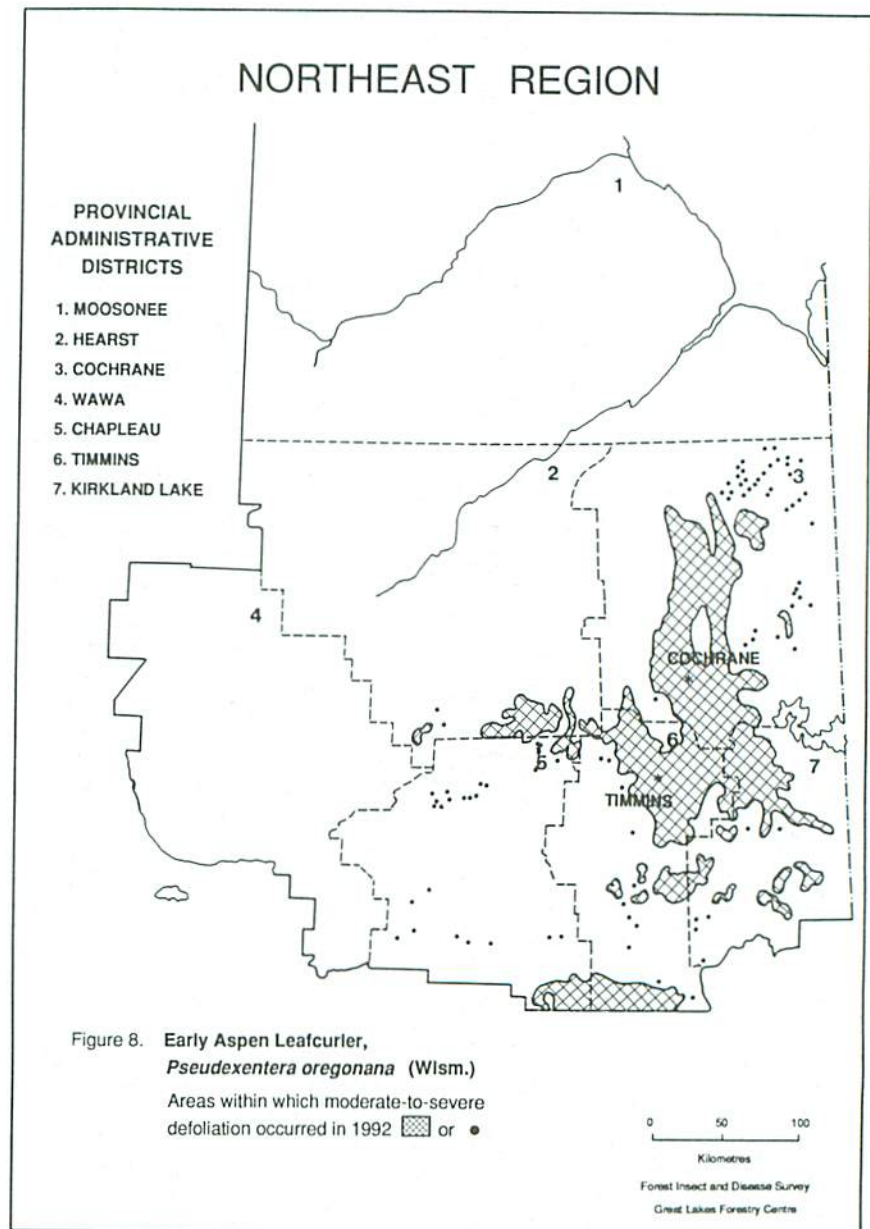 NORTHEAST REGION
PROVINCIAL
ADMINISTRATIVE
DISTRICTS
1. MOOSONEE
2. HEARST
3. COCHRANE
4. WAWA
5. CHAPLEAU
6. TIMMINS
7. KIRKLAND LAKE
1
2
3
4
COCHRANE
6
5
7
TIMMINS
Figure 8. Early Aspen Leafcurler,
Pseudexentera oregonana (Wlsm.)
Areas within which moderate-to-severe
defoliation occurred in 1992 or
0 50 100
Kilometres
Forest Insect and Disease Survey
Great Lakes Forestry Centre